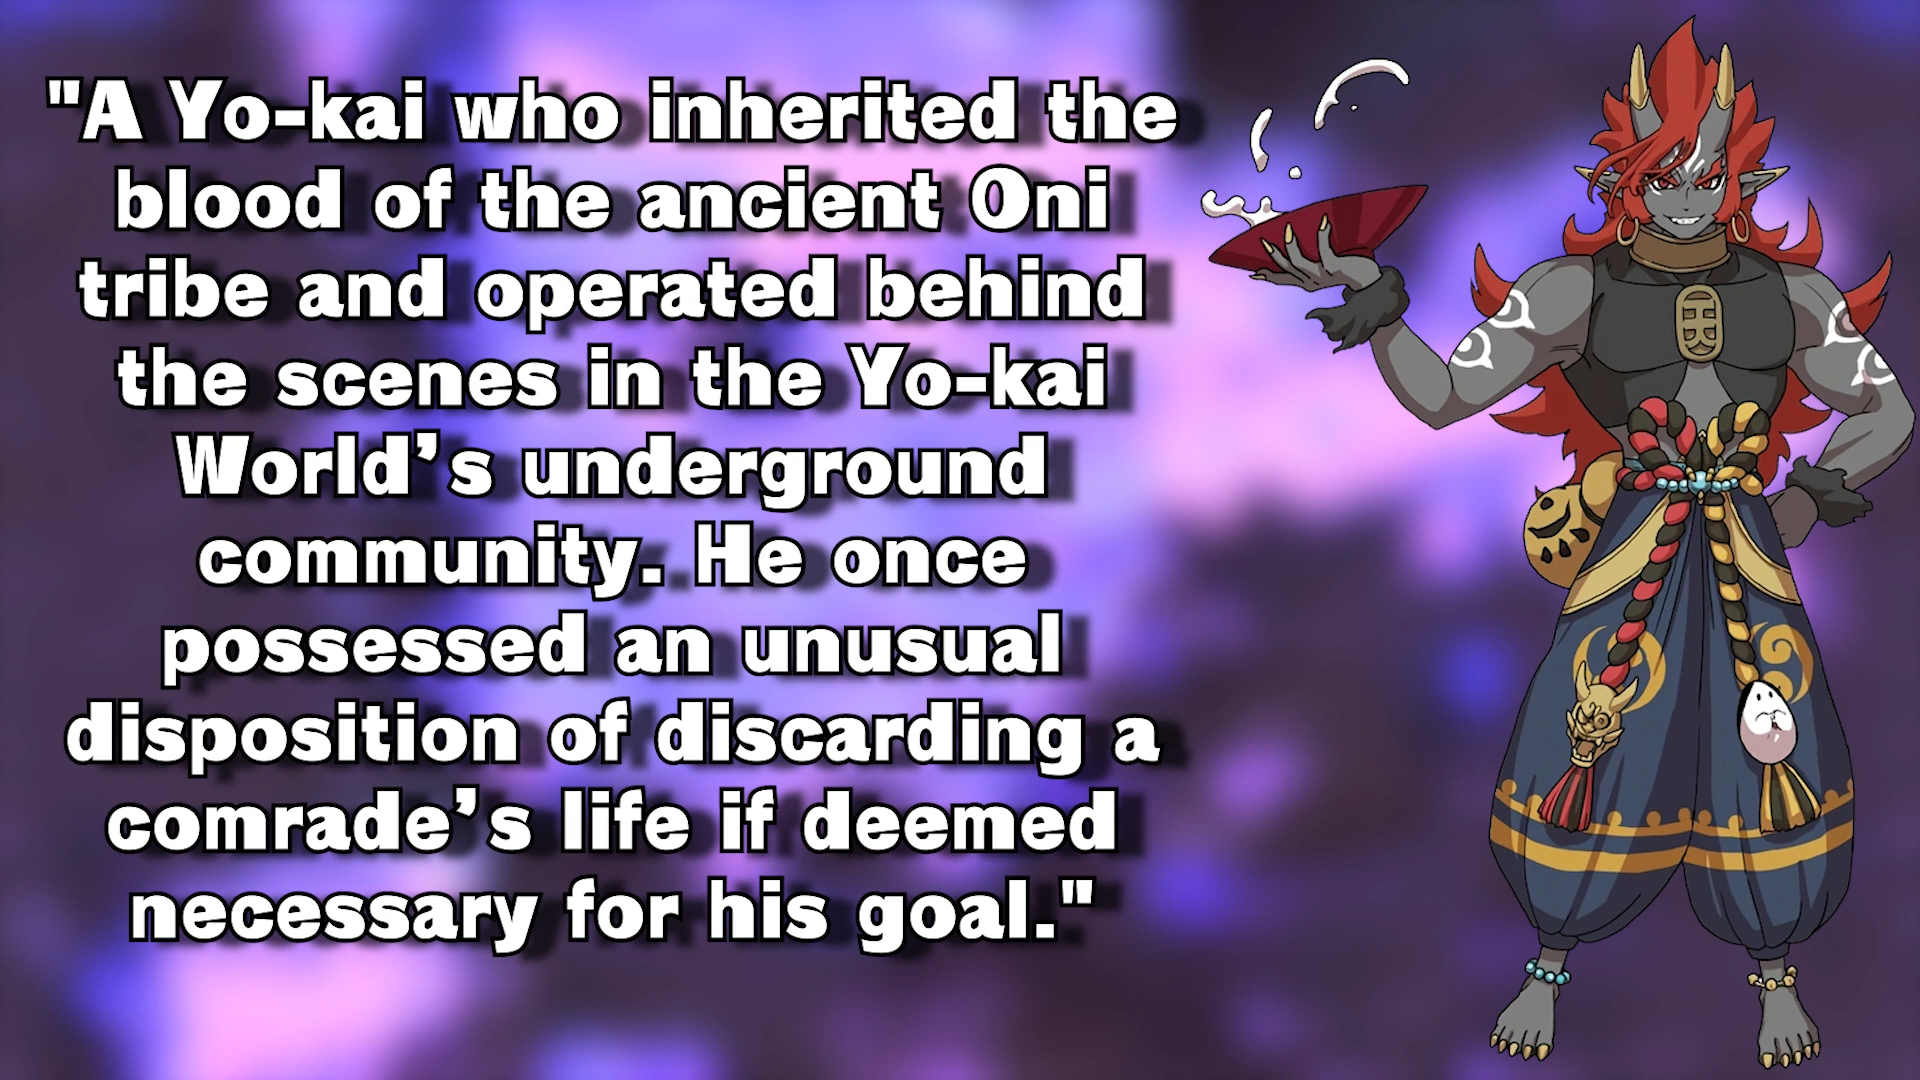 "A Yo-kai who inherited the
blood of the ancient Oni
tribe and operated behind
the scenes in the Yo-kai
World’s underground
community. He once
possessed an unusual
disposition of discarding a
comrade’s life if deemed
necessary for his goal."